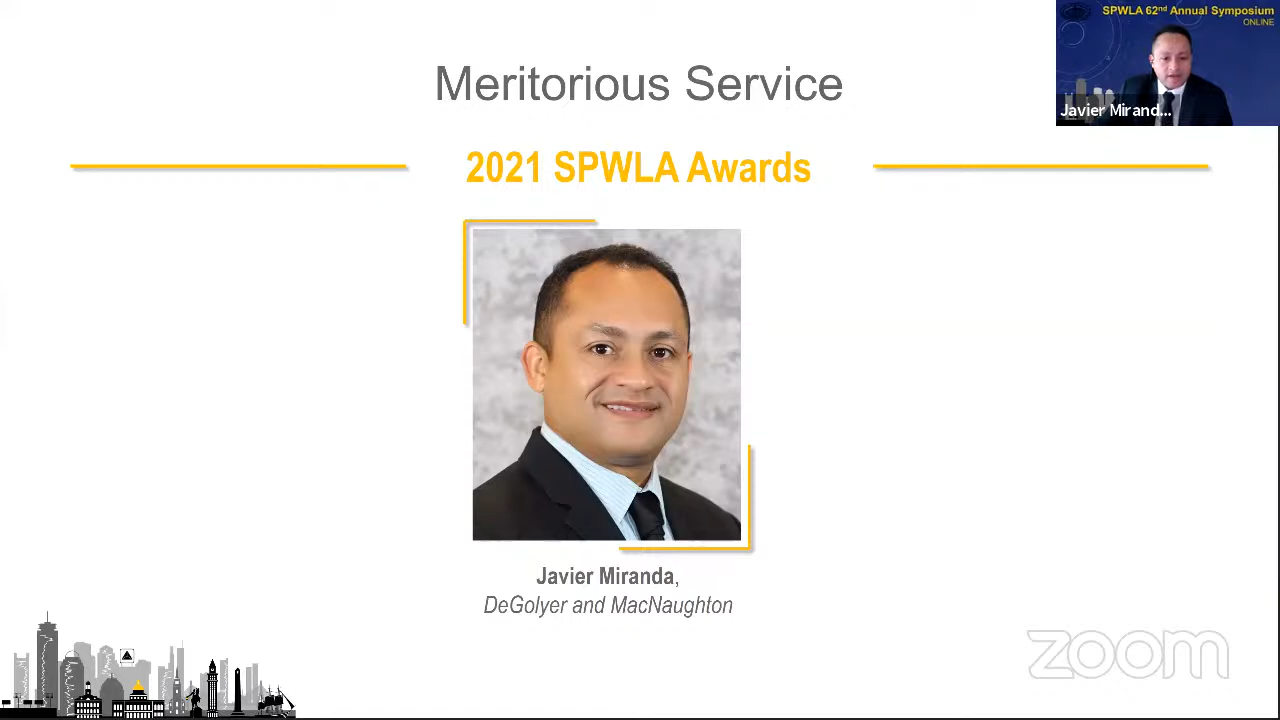 SPWLA 62nd Annual Symposium
ONLINE
Javier Mirand...
Meritorious Service
2021 SPWLA Awards
Javier Miranda,
DeGolyer and MacNaughton
zoom